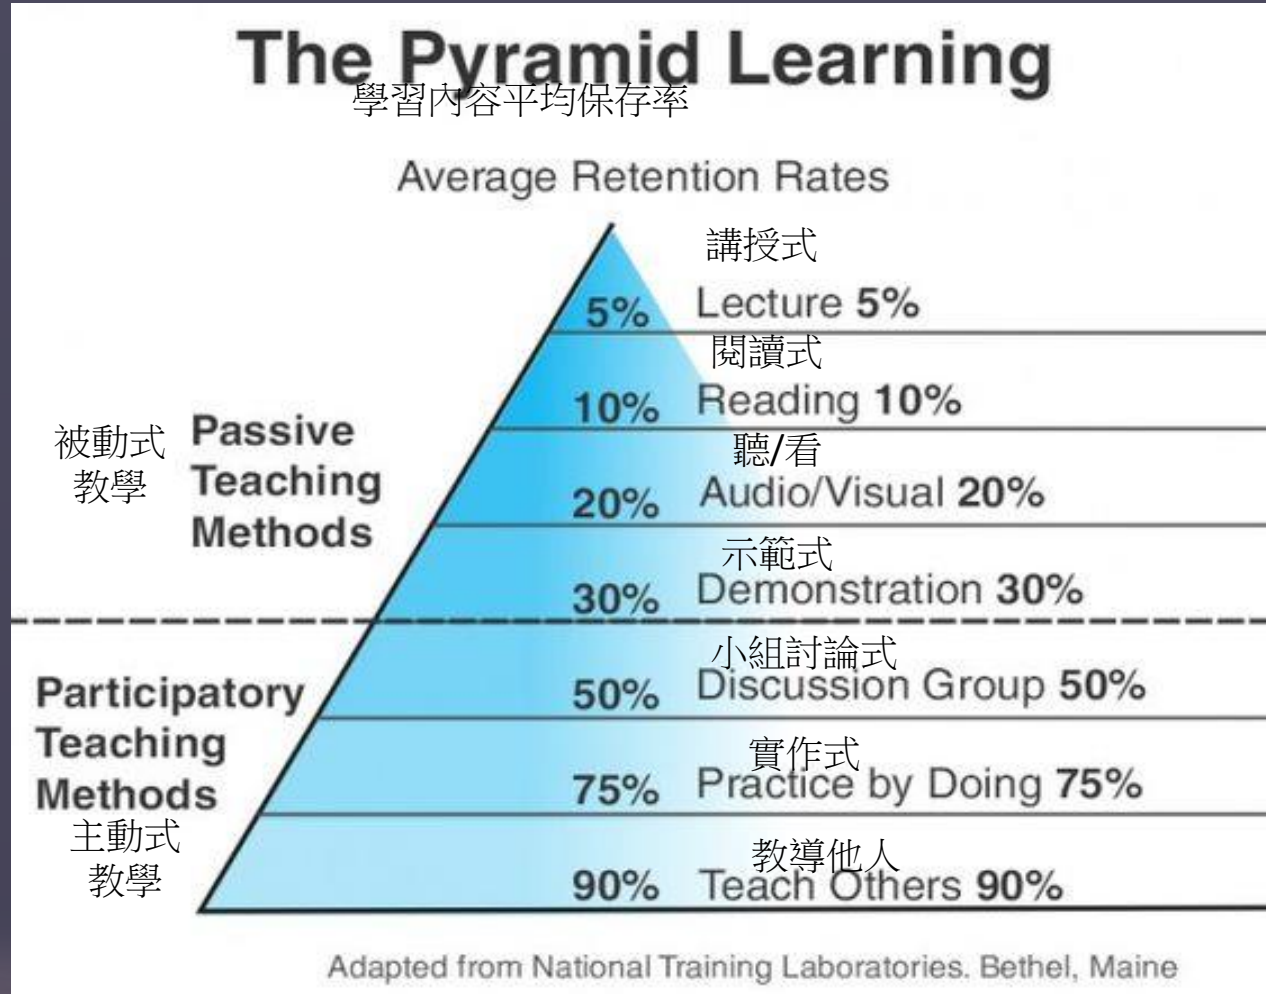 The Pyramid Learning
學習內容平均保存率
Average Retention Rates
講授式
5% Lecture 5%
閱讀式
10% Reading 10%
聽/看
20% Audio/Visual 20%
示範式
30% Demonstration 30%
被動式
教學
Passive
Teaching
Methods
小組討論式
50% Discussion Group 50%
實作式
75% Practice by Doing 75%
教導他人
90% Teach Others 90%
Participatory
Teaching
Methods
主動式
教學
Adapted from National Training Laboratories. Bethel, Maine